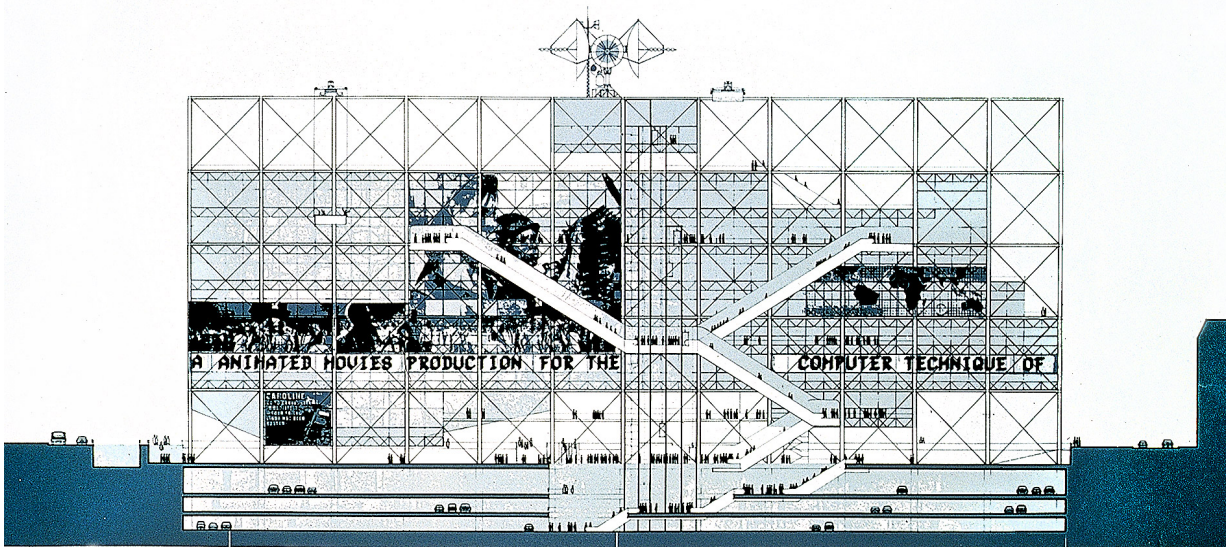 A ANIMATED MOVIES PRODUCTION FOR THE
COMPUTER TECHNIQUE OF
CAROLINE